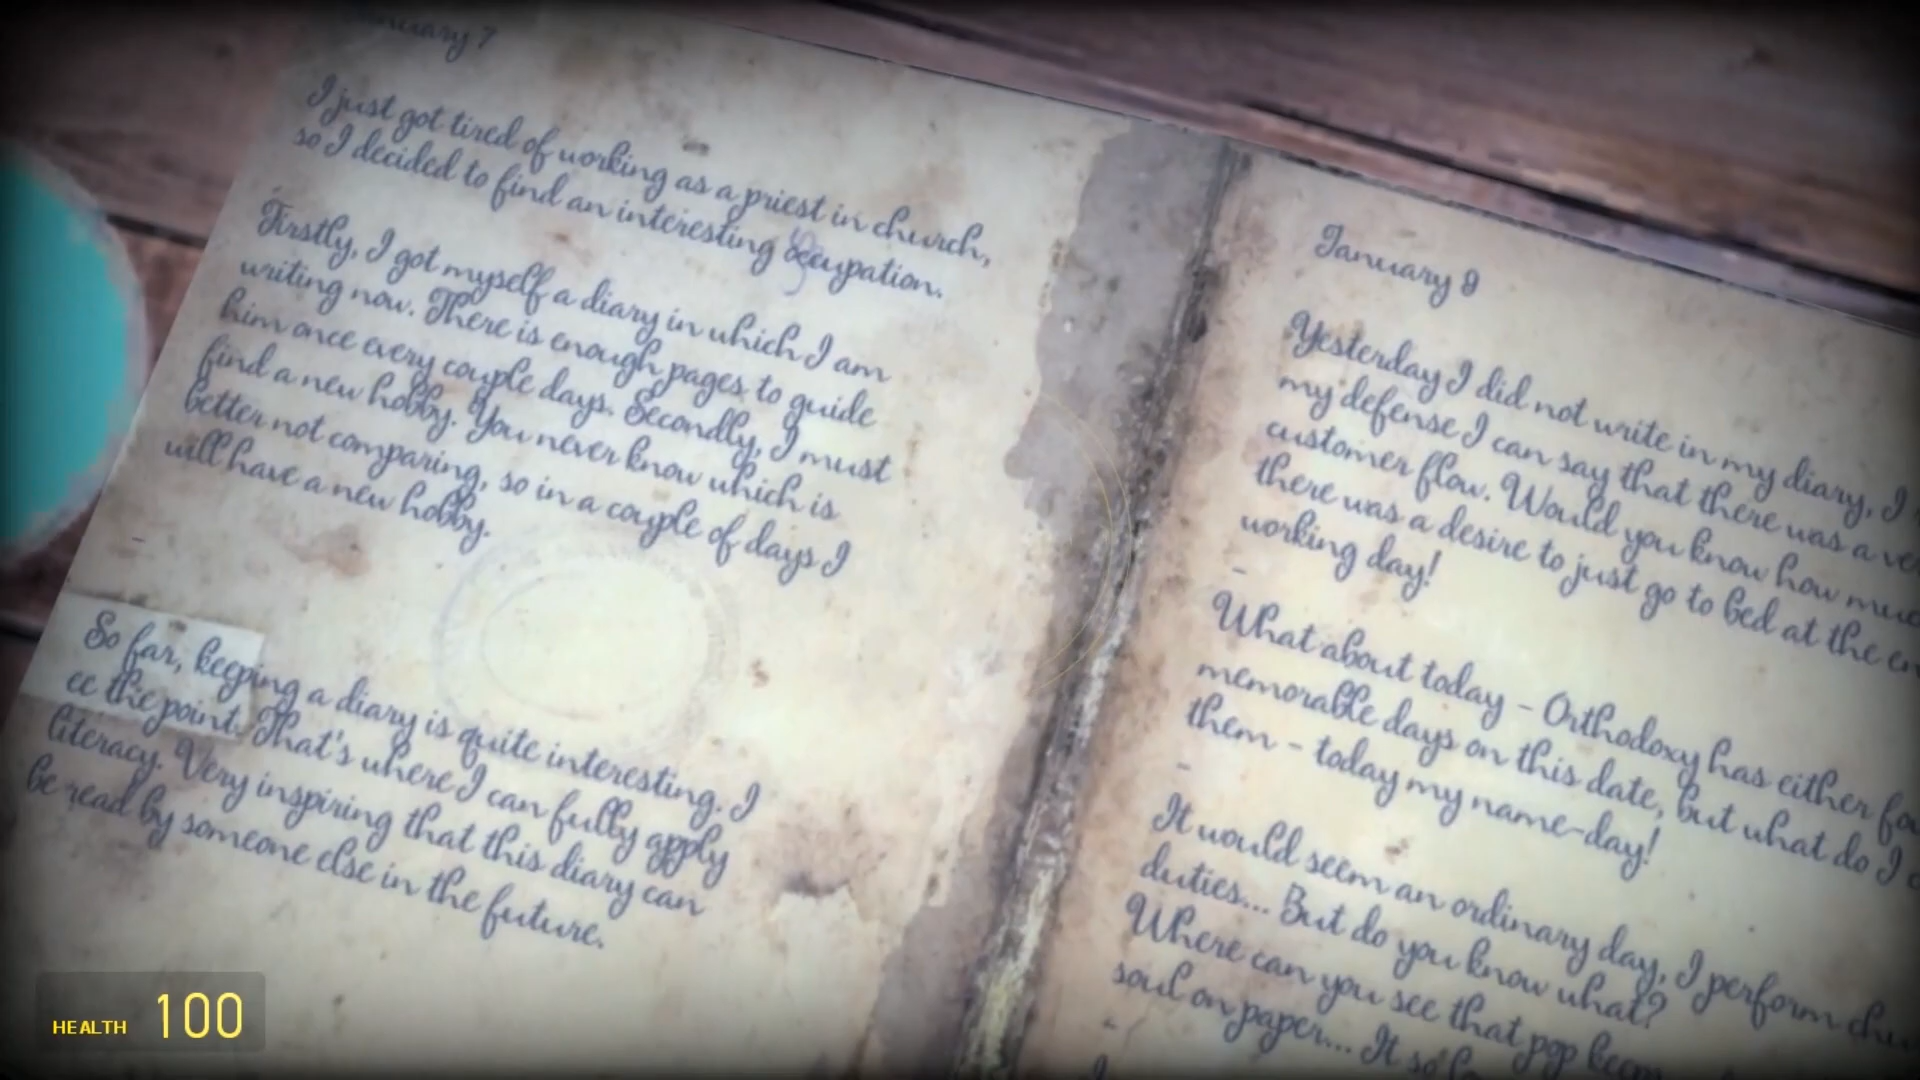 January 7
I just got tired of working as a priest in church,
so I decided to find an interesting occupation.
Firstly, I got myself a diary in which I am
writing now. There is enough pages to guide
him once every couple days. Secondly, I must
find a new hobby. You never know which is
better not comparing, so in a couple of days I
will have a new hobby.
So far, keeping a diary is quite interesting. I
ee the point. That's where I can fully apply
literacy. Very inspiring that this diary can
be read by someone else in the future.
January 9
Yesterday I did not write in my diary, I
my defense I can say that there was a
customer flow. Would you know how
there was a desire to just go to bed at the
working day!
What about today - Orthodoxy has either
memorable days on this date, but what do I
them - today my name-day!
It would seem an ordinary day, I perform
duties... But do you know what?
Where can you see that pop
soul on paper... It so
I
HEALTH 100